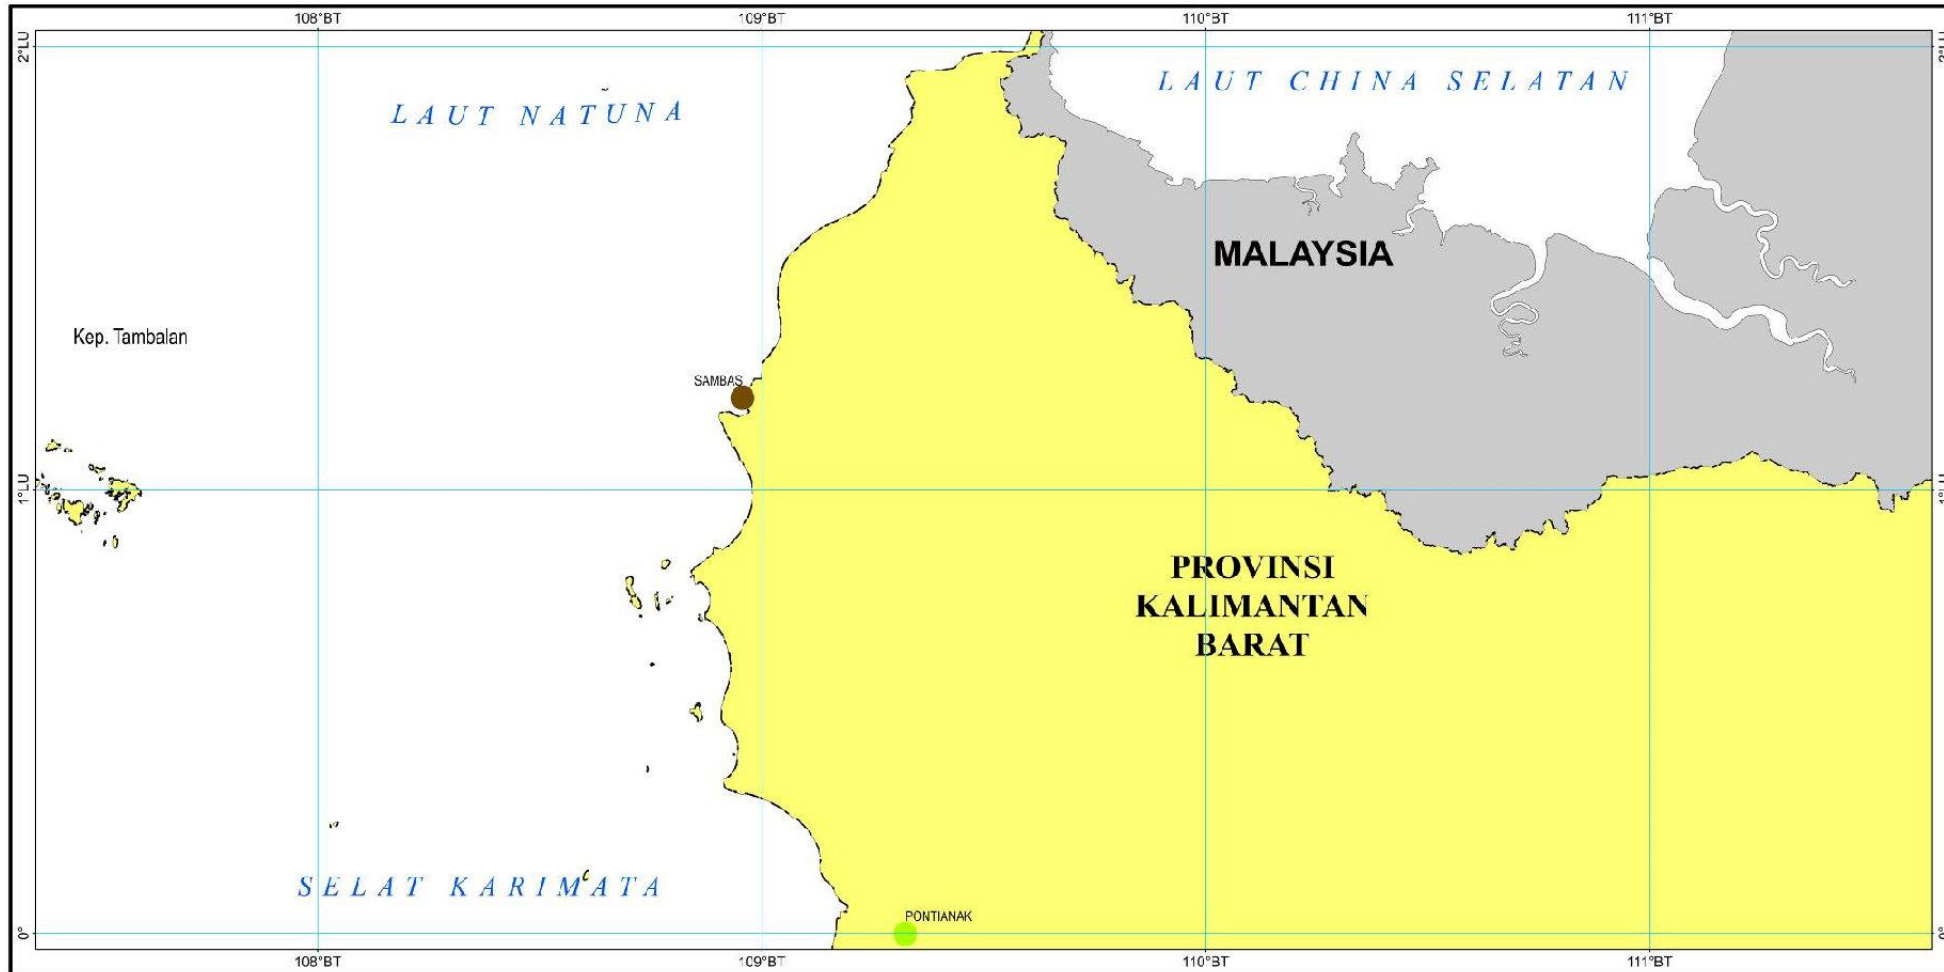 108°BT
109°BT
110°BT
111°BT
2°LU
2°LU
LAUT NATUNA
LAUT CHINA SELATAN
MALAYSIA
Kep. Tambalan
SAMBAS
1°LU
1°LU
PROVINSI
KALIMANTAN
BARAT
SELAT KARIMATA
PONTIANAK
0°
0°
108°BT
109°BT
110°BT
111°BT